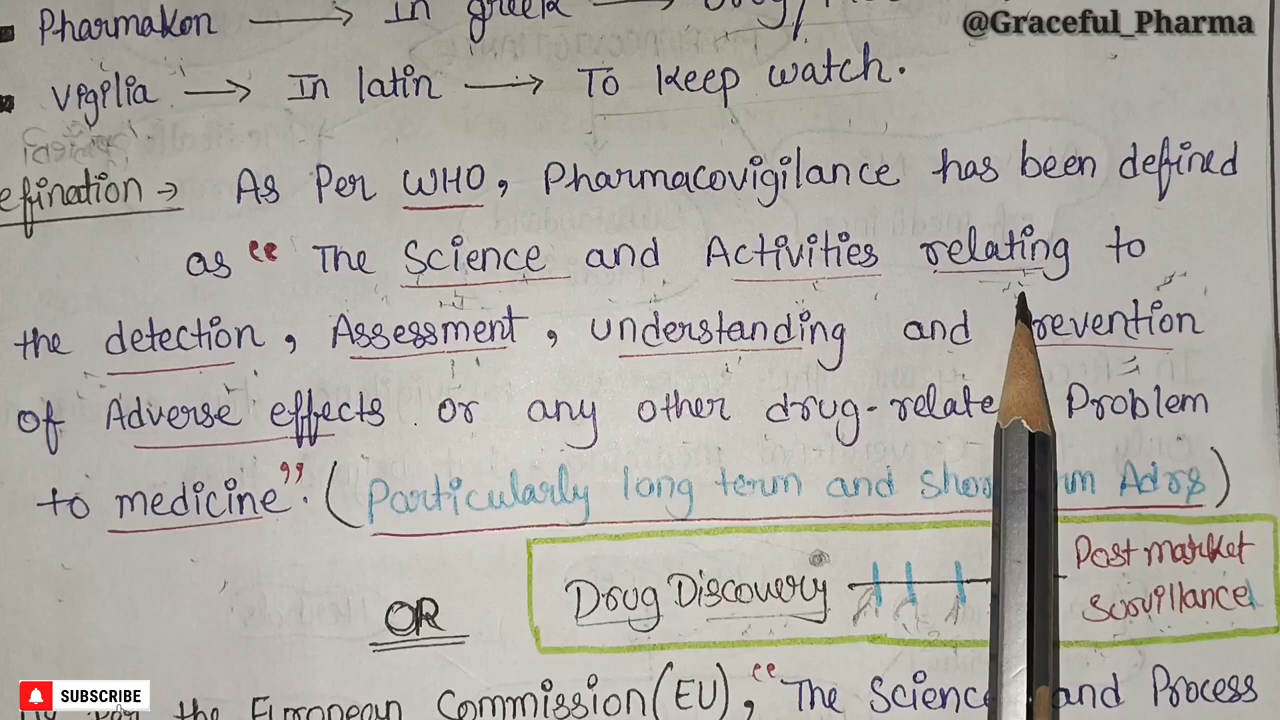 Pharmakon → In greek →
@Graceful_Pharma
Vigilia → In latin → To Keep watch.
efination → As Per WHO, Pharmacovigilance has been defined
as " The Science and Activities relating to
the detection, Assessment, understanding and revention
of Adverse effects or any other drug-relate Problem
to medicine". (Particularly long term and sho m Adrs)
Drug Discovery
Post market
Survillance
OR
the European Commission (EU), "The Science and Process
SUBSCRIBE